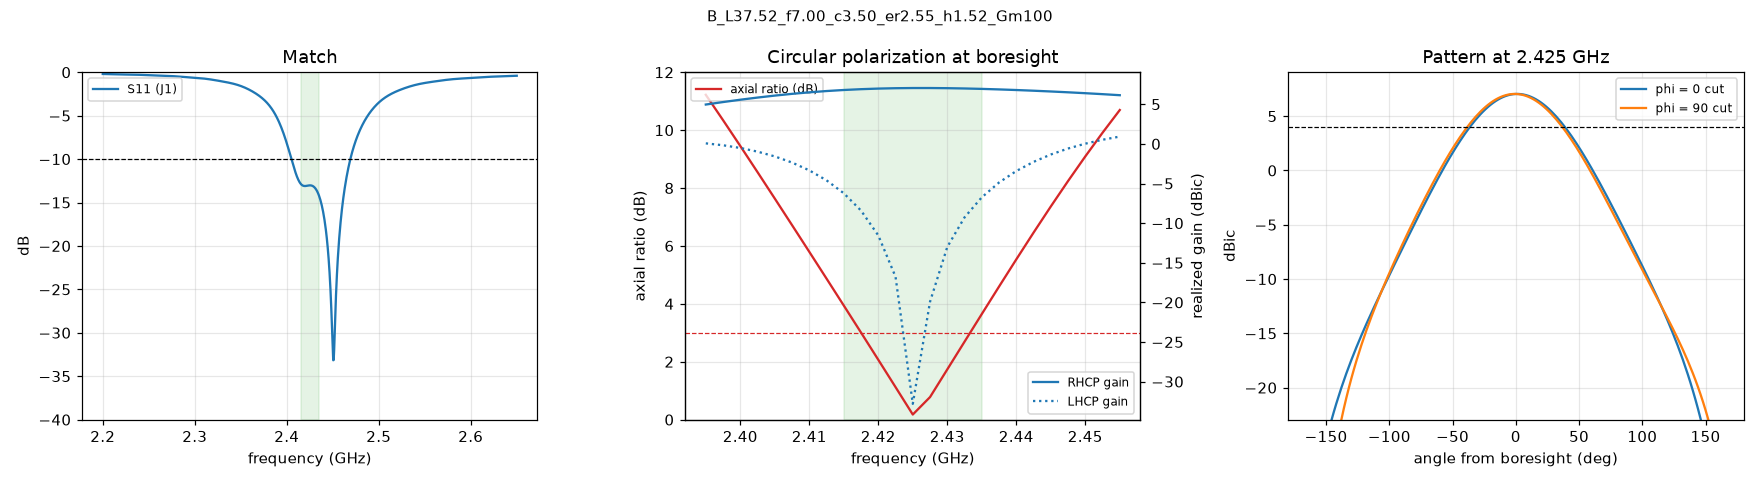 B_L37.52_f7.00_c3.50_er2.55_h1.52_Gm100
Match
S11 (J1)
0
−5
−10
−15
−20
−25
−30
−35
−40
dB
2.2
2.3
2.4
2.5
2.6
frequency (GHz)
Circular polarization at boresight
axial ratio (dB)
12
10
8
6
4
2
0
axial ratio (dB)
5
0
−5
−10
−15
−20
−25
−30
realized gain (dBic)
RHCP gain
LHCP gain
2.40
2.41
2.42
2.43
2.44
2.45
frequency (GHz)
Pattern at 2.425 GHz
phi = 0 cut
phi = 90 cut
5
0
−5
−10
−15
−20
dBic
−150
−100
−50
0
50
100
150
angle from boresight (deg)